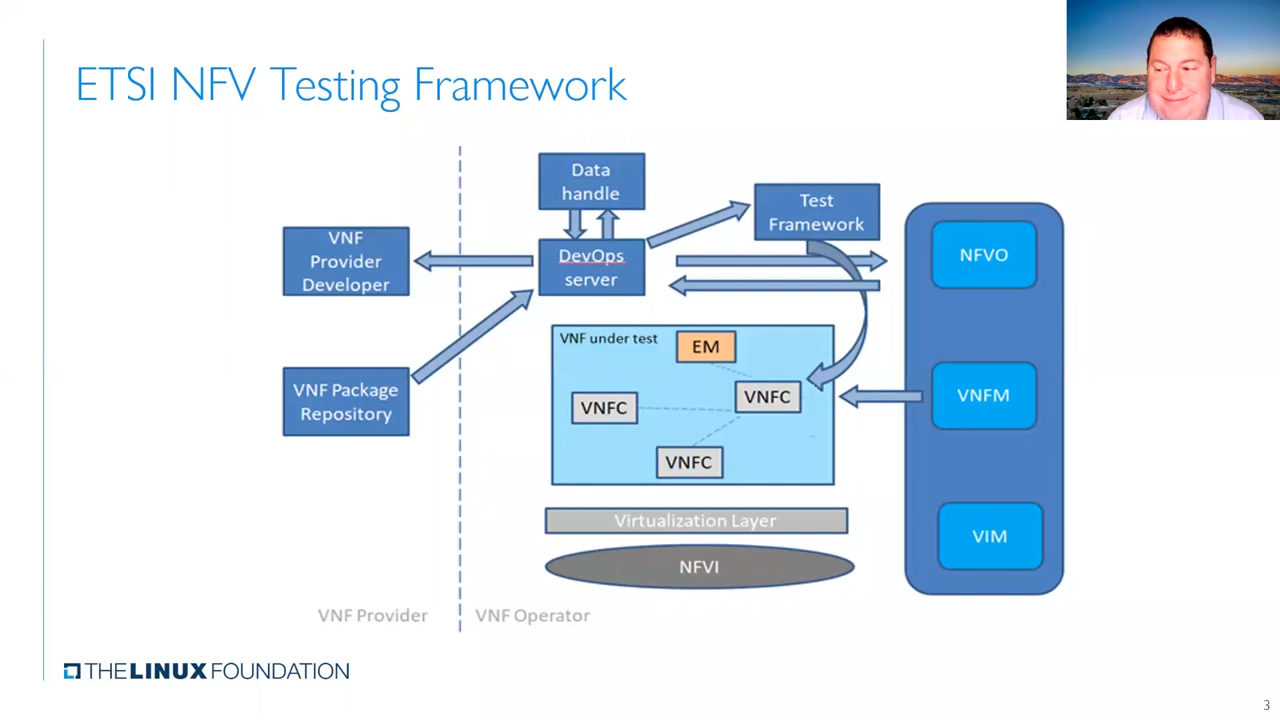 ETSI NFV Testing Framework
Data
handle
Test
Framework
VNF
Provider
Developer
DevOps
server
NFVO
VNF under test
EM
VNF Package
Repository
VNFC
VNFC
VNFM
VNFC
Virtualization Layer
VIM
NFVI
VNF Provider
VNF Operator
THE LINUX FOUNDATION
3